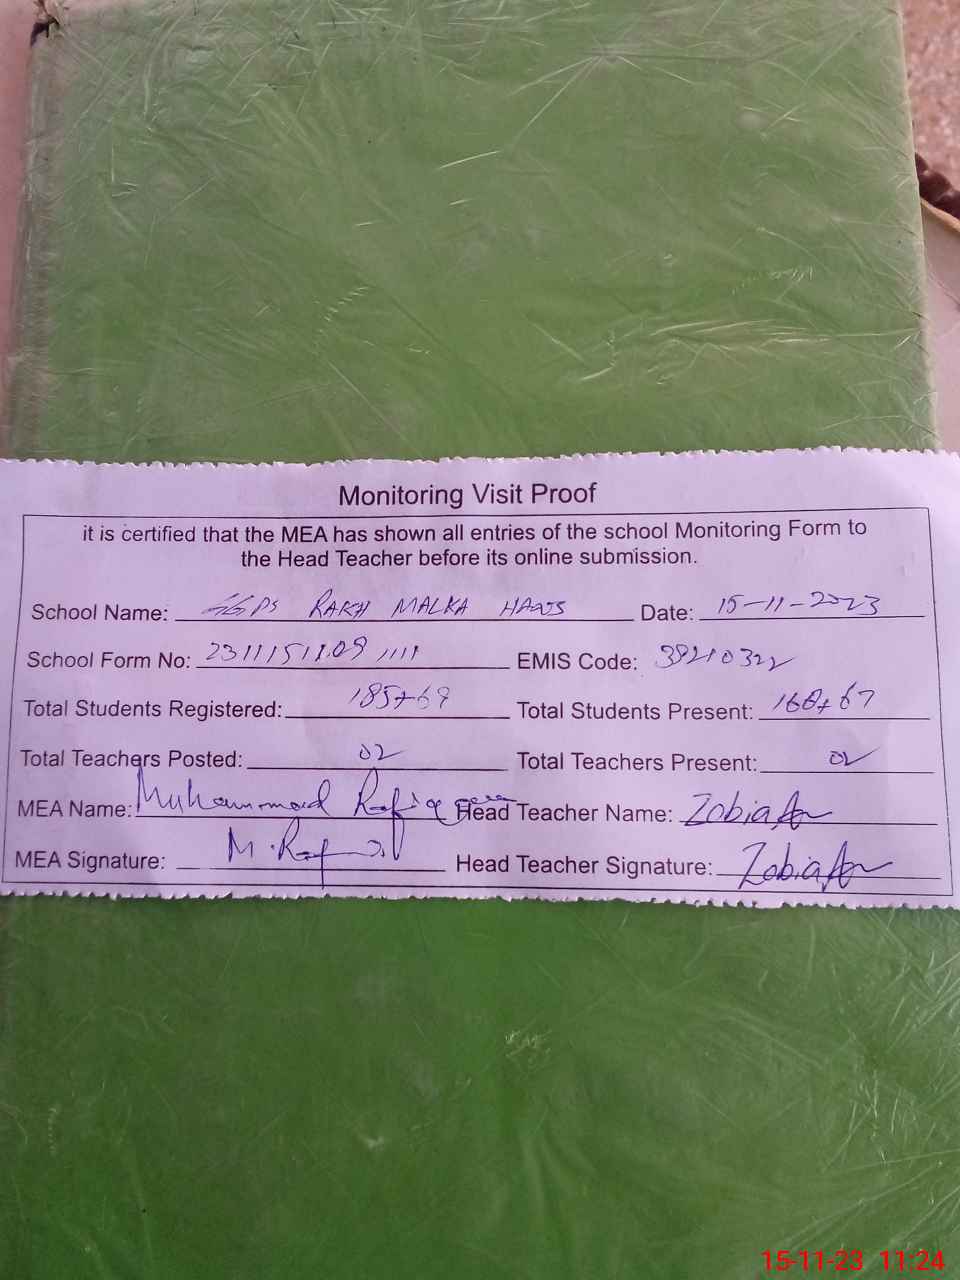 Monitoring Visit Proof
it is certified that the MEA has shown all entries of the school Monitoring Form to
the Head Teacher before its online submission.
School Name: GGPS RAKH MALKA HANS Date: 15-11-2023
School Form No: EMIS Code: 39210322
Total Students Registered: 185+69 Total Students Present: 168+67
Total Teachers Posted: 02 Total Teachers Present: 02
MEA Name: Muhammad Rafiq Head Teacher Name: Zobia
MEA Signature: M. Head Teacher Signature: Zobia
15-11-23 11:24